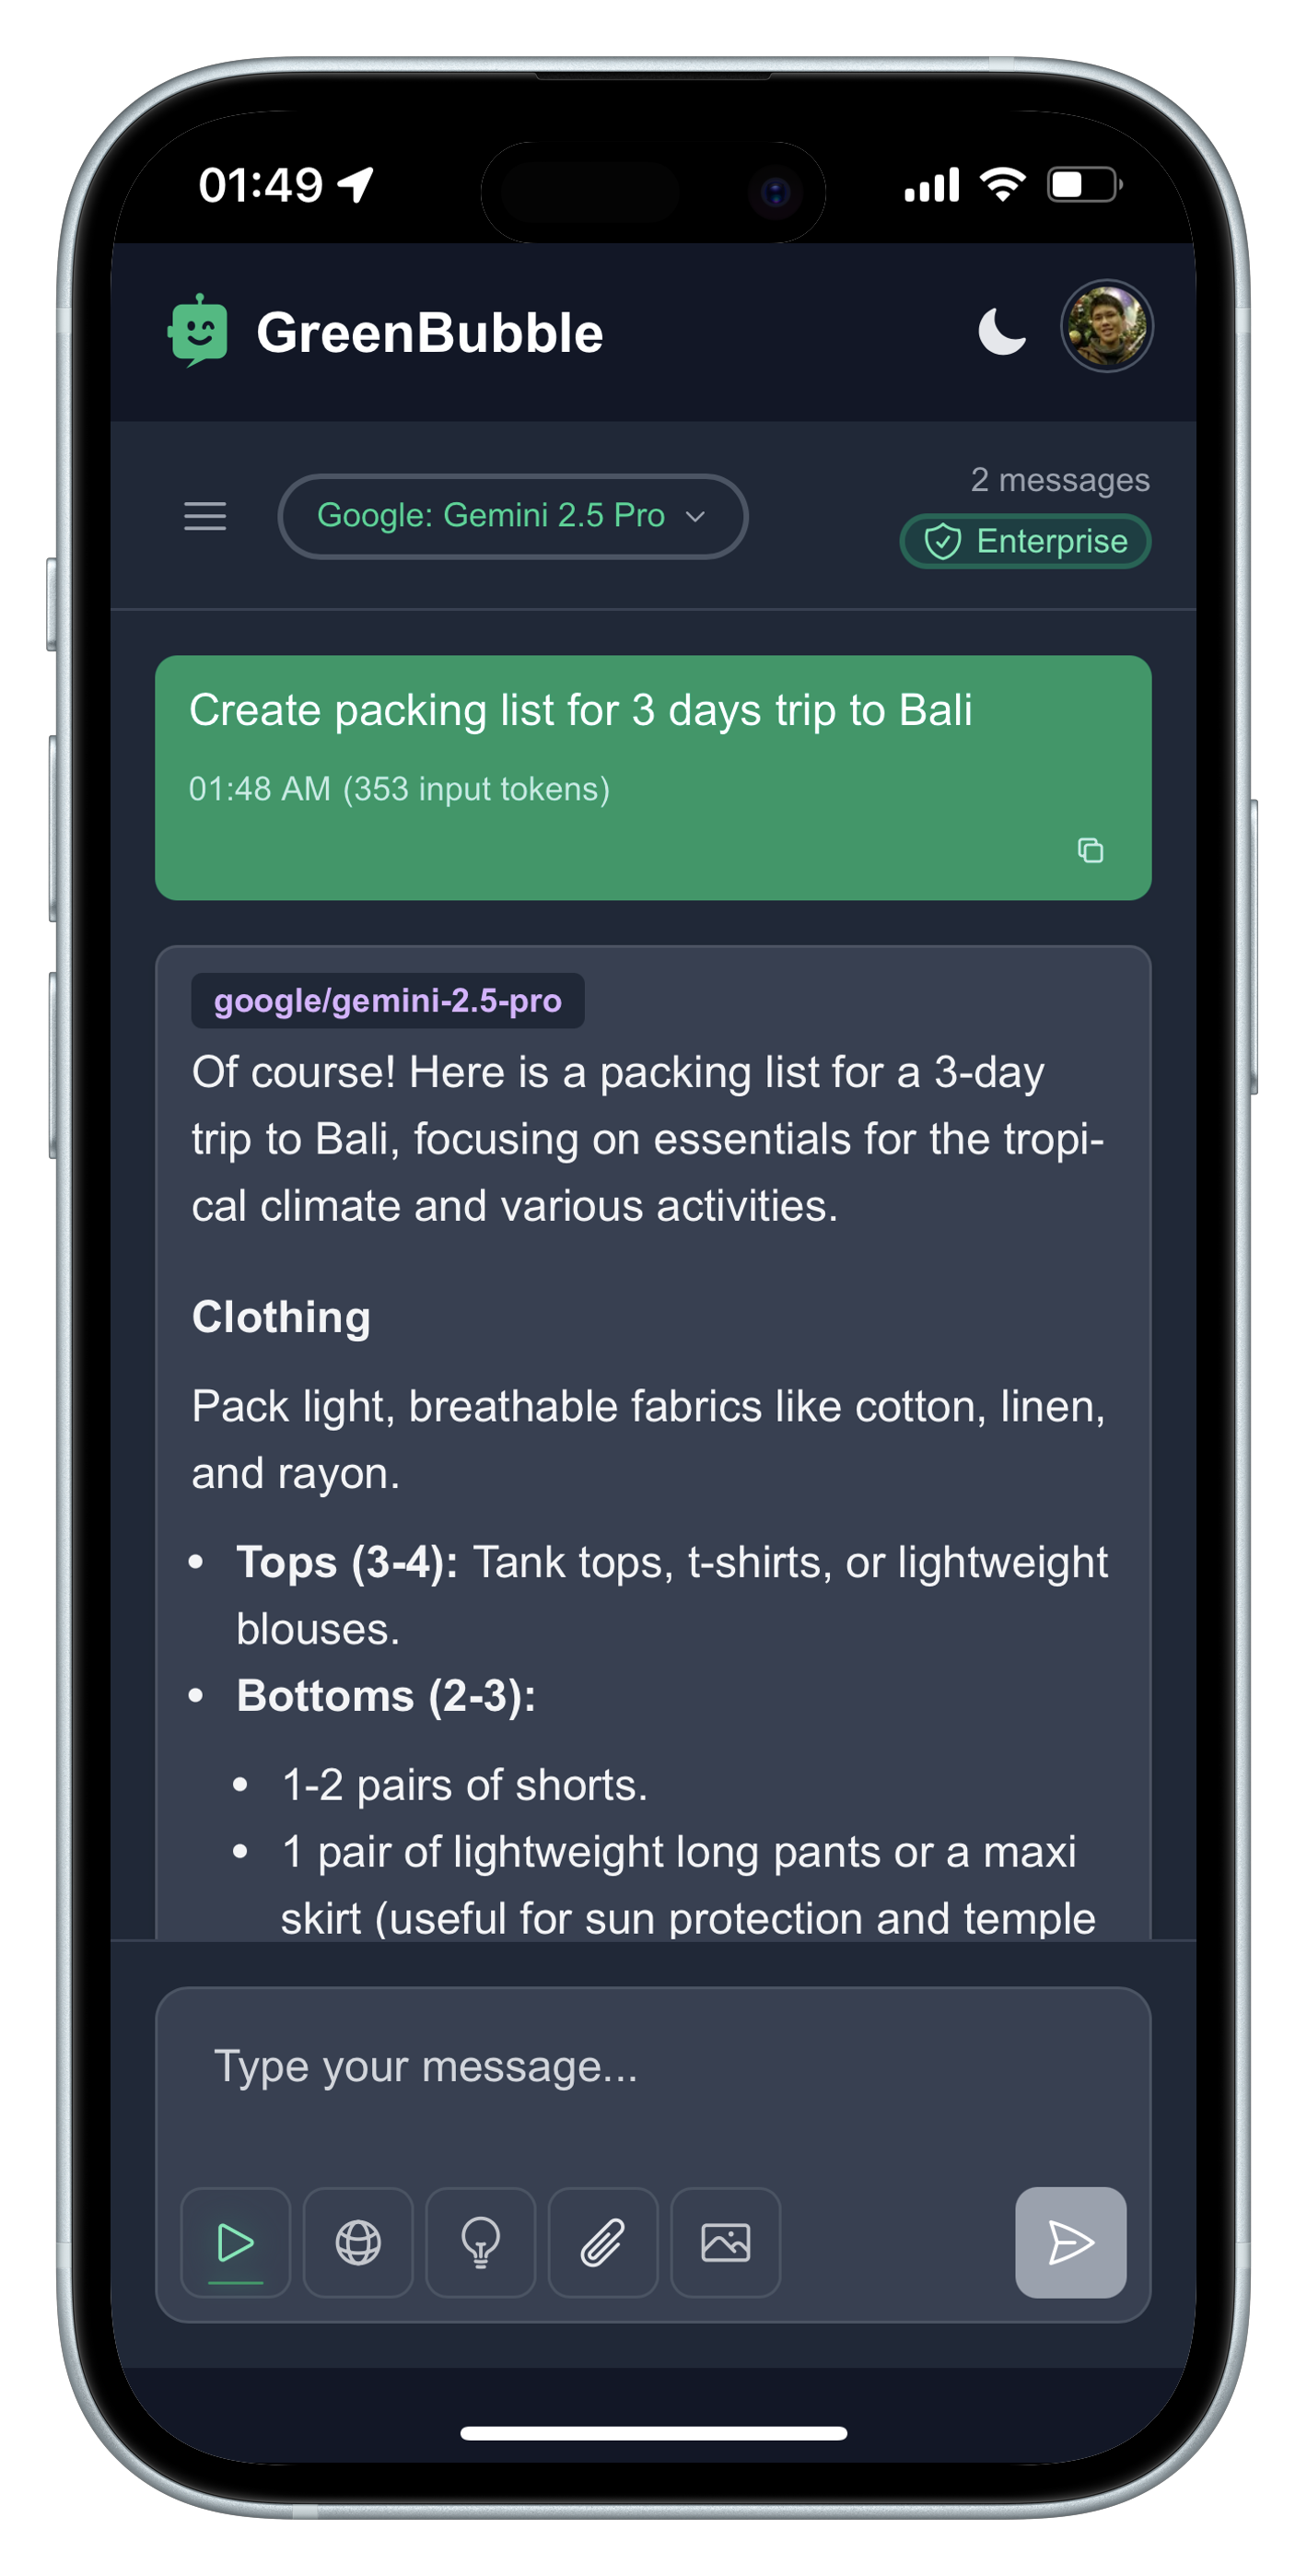 01:49
GreenBubble
Google: Gemini 2.5 Pro
2 messages
Enterprise
Create packing list for 3 days trip to Bali
01:48 AM (353 input tokens)
google/gemini-2.5-pro
Of course! Here is a packing list for a 3-day
trip to Bali, focusing on essentials for the tropi-
cal climate and various activities.
Clothing
Pack light, breathable fabrics like cotton, linen,
and rayon.
• Tops (3-4): Tank tops, t-shirts, or lightweight
blouses.
• Bottoms (2-3):
• 1-2 pairs of shorts.
• 1 pair of lightweight long pants or a maxi
skirt (useful for sun protection and temple
Type your message...